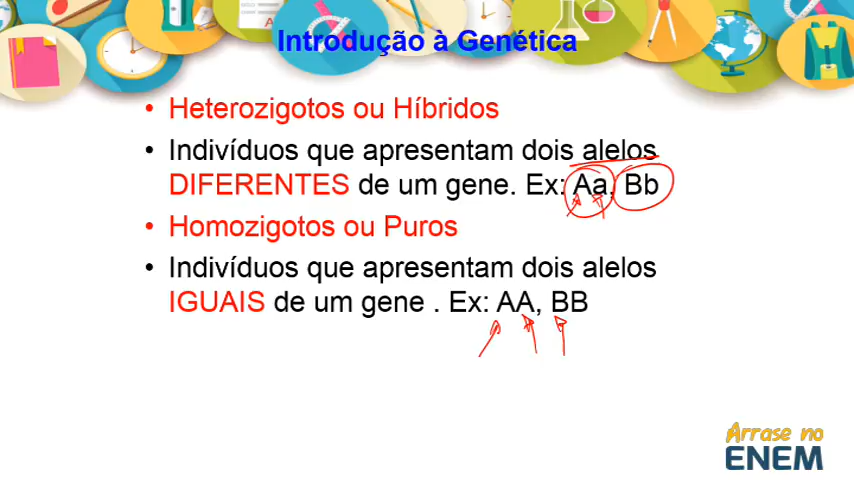 Introdução à Genética
• Heterozigotos ou Híbridos
• Indivíduos que apresentam dois alelos
DIFERENTES de um gene. Ex: Aa, Bb
• Homozigotos ou Puros
• Indivíduos que apresentam dois alelos
IGUAIS de um gene . Ex: AA, BB
Arrase no
ENEM